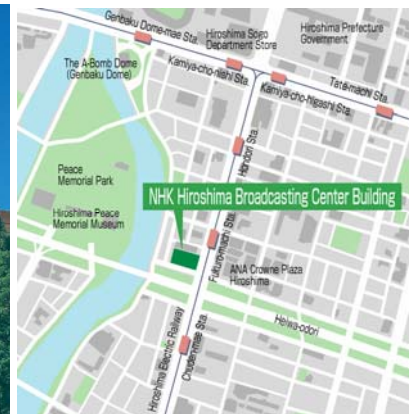 Genbaku Dome-mae Sta.
Hiroshima Sogo
Department Store
Hiroshima Prefecture
Government
The A-Bomb Dome
(Genbaku Dome)
Kamiya-cho-nishi Sta.
Tate-machi Sta.
Kamiya-cho-higashi Sta.
Hondori Sta.
Peace
Memorial Park
NHK Hiroshima Broadcasting Center Building
Hiroshima Peace
Memorial Museum
Fukuro-machi Sta.
ANA Crowne Plaza
Hiroshima
Heiwa-odori
Hiroshima Electric Railway
Chuden-mae Sta.